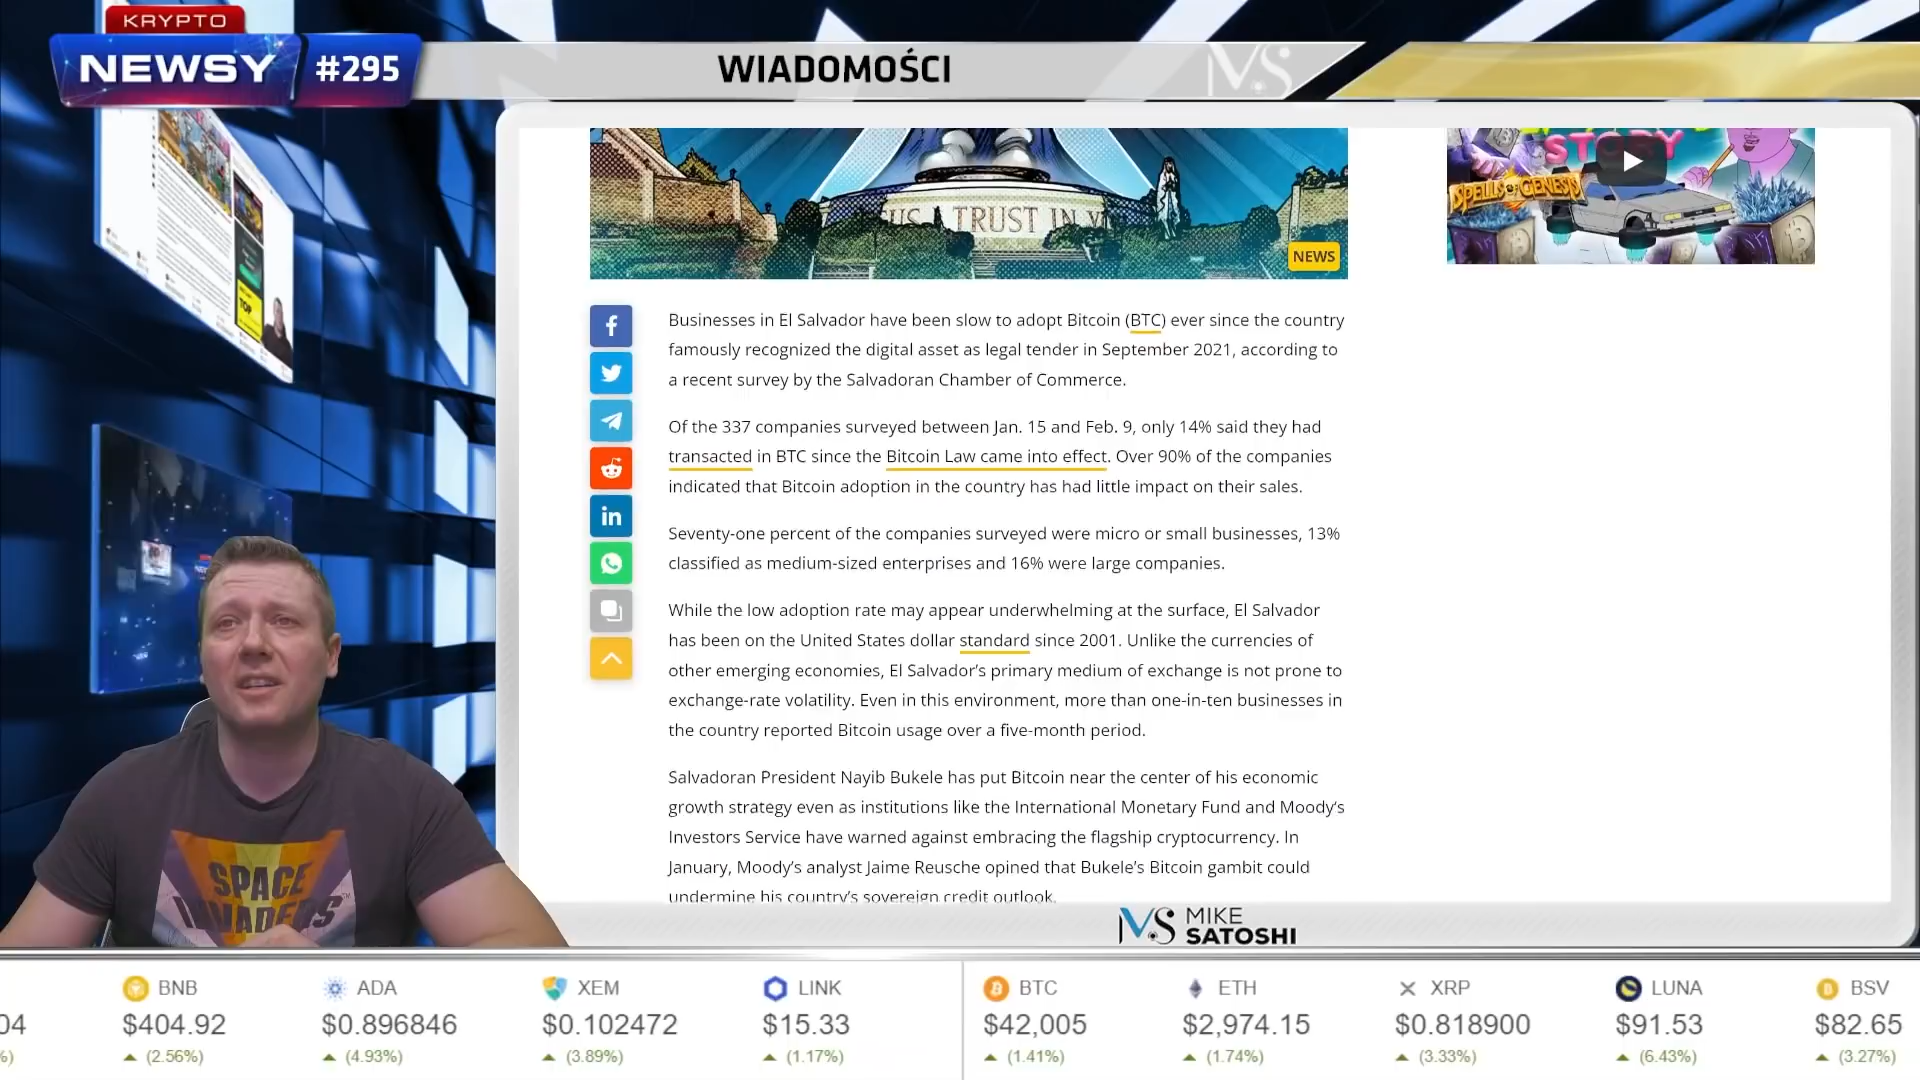 KRYPTO
NEWSY #295
WIADOMOŚCI
MS
STORY
SPELLS OF GENESIS
TRUST IN
NEWS
Businesses in El Salvador have been slow to adopt Bitcoin (BTC) ever since the country
famously recognized the digital asset as legal tender in September 2021, according to
a recent survey by the Salvadoran Chamber of Commerce.
Of the 337 companies surveyed between Jan. 15 and Feb. 9, only 14% said they had
transacted in BTC since the Bitcoin Law came into effect. Over 90% of the companies
indicated that Bitcoin adoption in the country has had little impact on their sales.
Seventy-one percent of the companies surveyed were micro or small businesses, 13%
classified as medium-sized enterprises and 16% were large companies.
While the low adoption rate may appear underwhelming at the surface, El Salvador
has been on the United States dollar standard since 2001. Unlike the currencies of
other emerging economies, El Salvador's primary medium of exchange is not prone to
exchange-rate volatility. Even in this environment, more than one-in-ten businesses in
the country reported Bitcoin usage over a five-month period.
Salvadoran President Nayib Bukele has put Bitcoin near the center of his economic
growth strategy even as institutions like the International Monetary Fund and Moody's
Investors Service have warned against embracing the flagship cryptocurrency. In
January, Moody's analyst Jaime Reusche opined that Bukele's Bitcoin gambit could
undermine his country's sovereign credit outlook.
TOP
SPACE
INVADERS
MS MIKE
SATOSHI
BNB ADA XEM LINK BTC ETH XRP LUNA BSV
04 $404.92 $0.896846 $0.102472 $15.33 $42,005 $2,974.15 $0.818900 $91.53 $82.65
%) (2.56%) (4.93%) (3.89%) (1.17%) (1.41%) (1.74%) (3.33%) (6.43%) (3.27%)